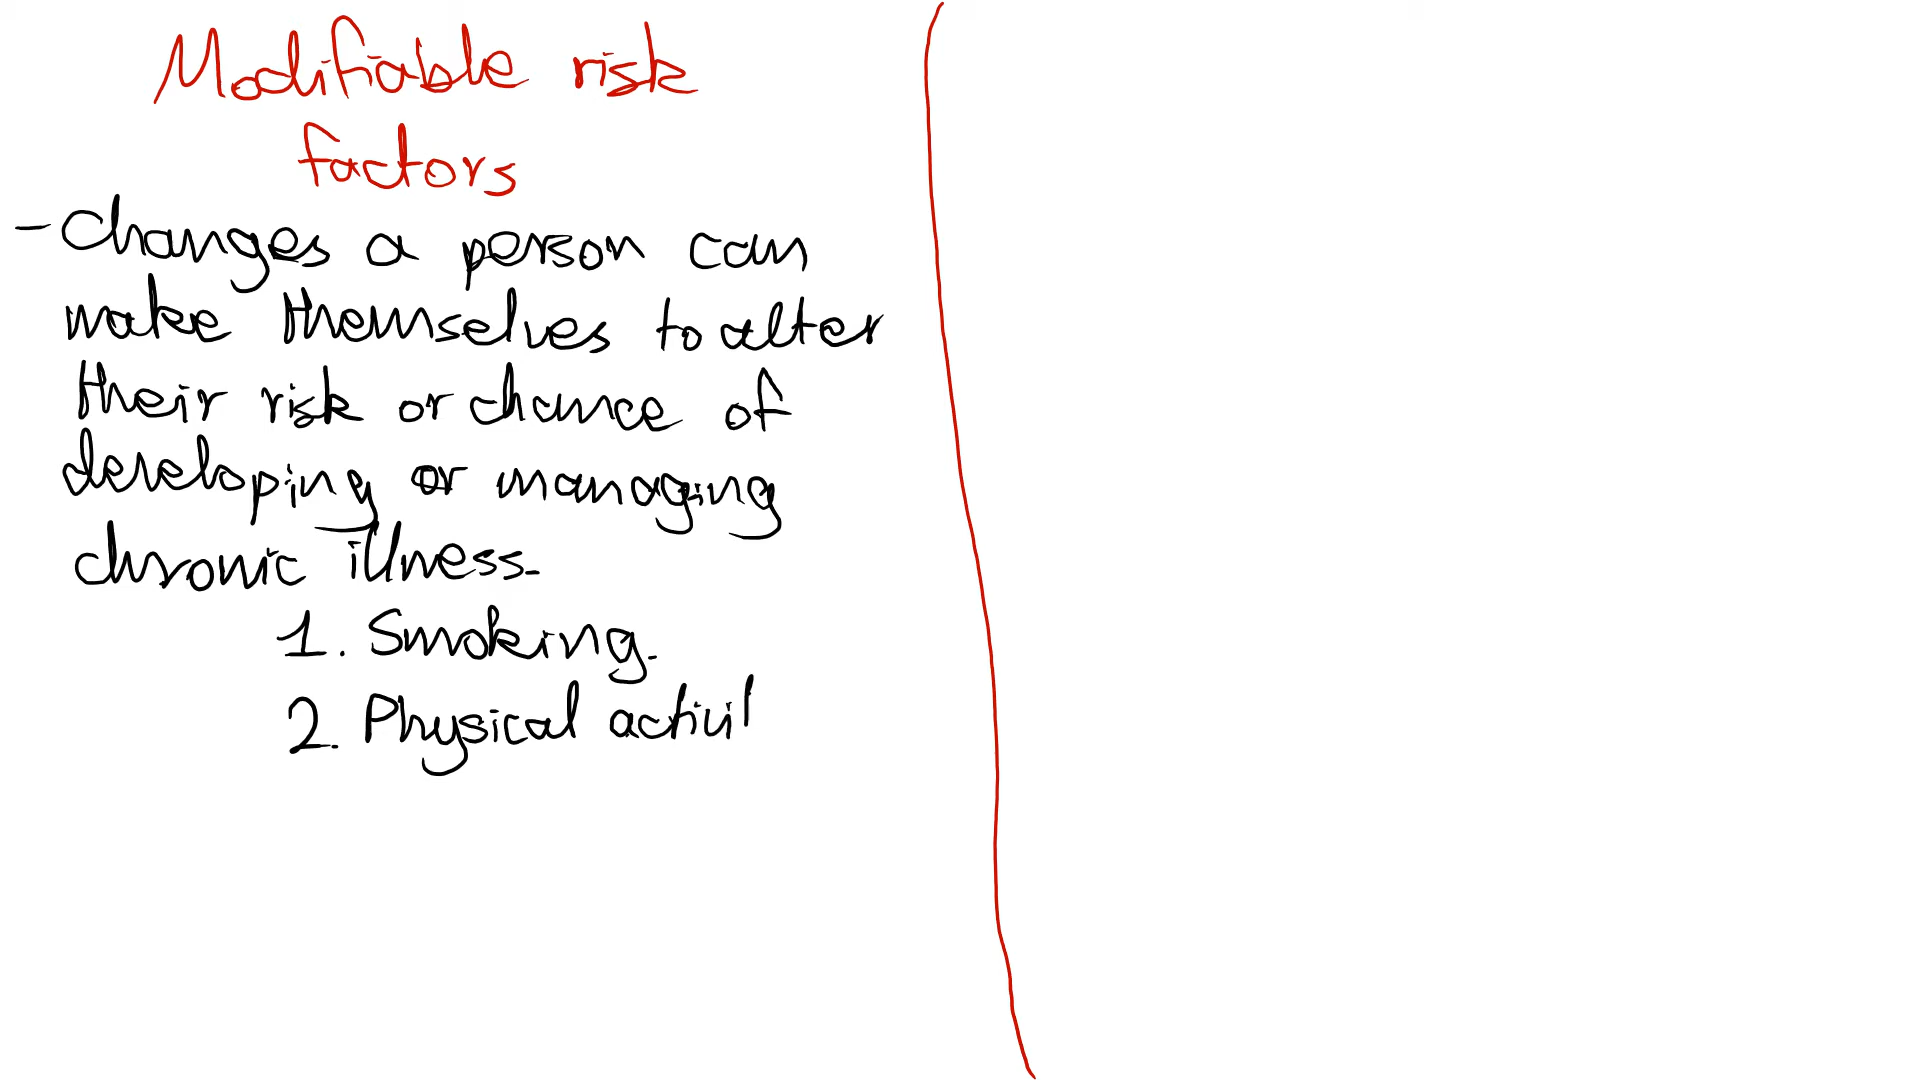 Modifiable risk
factors
- Changes a person can
make themselves to alter
their risk or chance of
developing or managing
chronic illness.
1. Smoking.
2. Physical activit